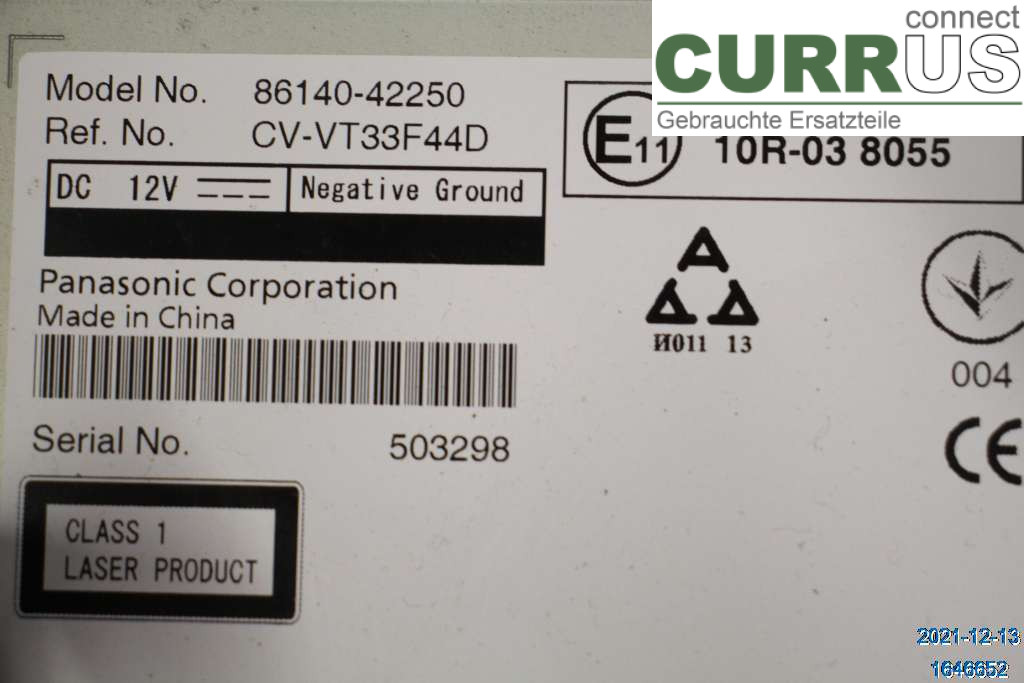 connect
CURRUS
Gebrauchte Ersatzteile
Model No. 86140-42250
Ref. No. CV-VT33F44D
E11 10R-03 8055
DC 12V Negative Ground
Panasonic Corporation
Made in China
И011 13
004
CE
Serial No. 503298
CLASS 1
LASER PRODUCT
2021-12-13
1646652